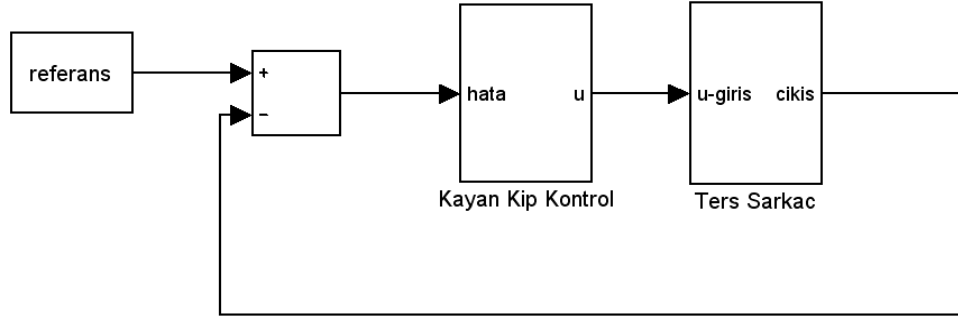 referans
+
−
hata
u
u-giris
cikis
Kayan Kip Kontrol
Ters Sarkac